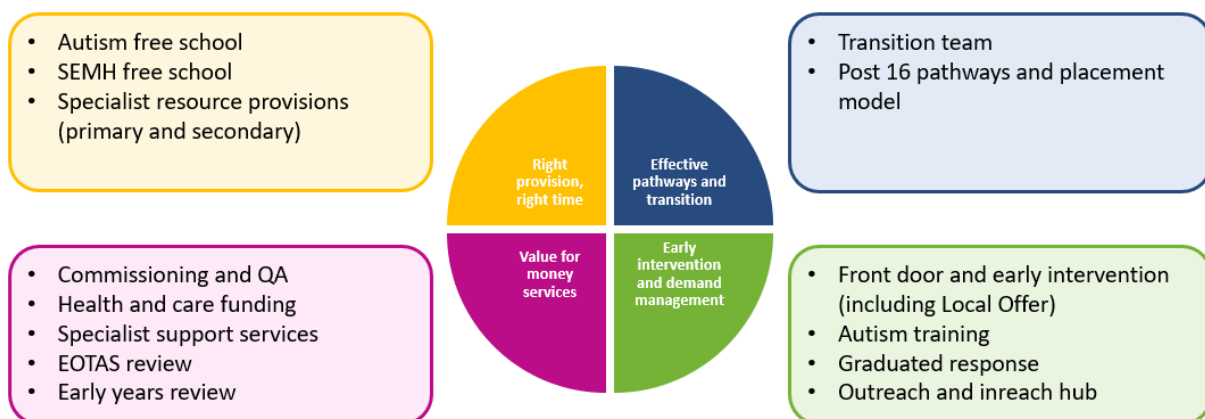 • Autism free school
• SEMH free school
• Specialist resource provisions
(primary and secondary)
• Transition team
• Post 16 pathways and placement
model
Right
provision,
right time
Effective
pathways and
transition
Value for
money
services
Early
intervention
and demand
management
• Commissioning and QA
• Health and care funding
• Specialist support services
• EOTAS review
• Early years review
• Front door and early intervention
(including Local Offer)
• Autism training
• Graduated response
• Outreach and inreach hub